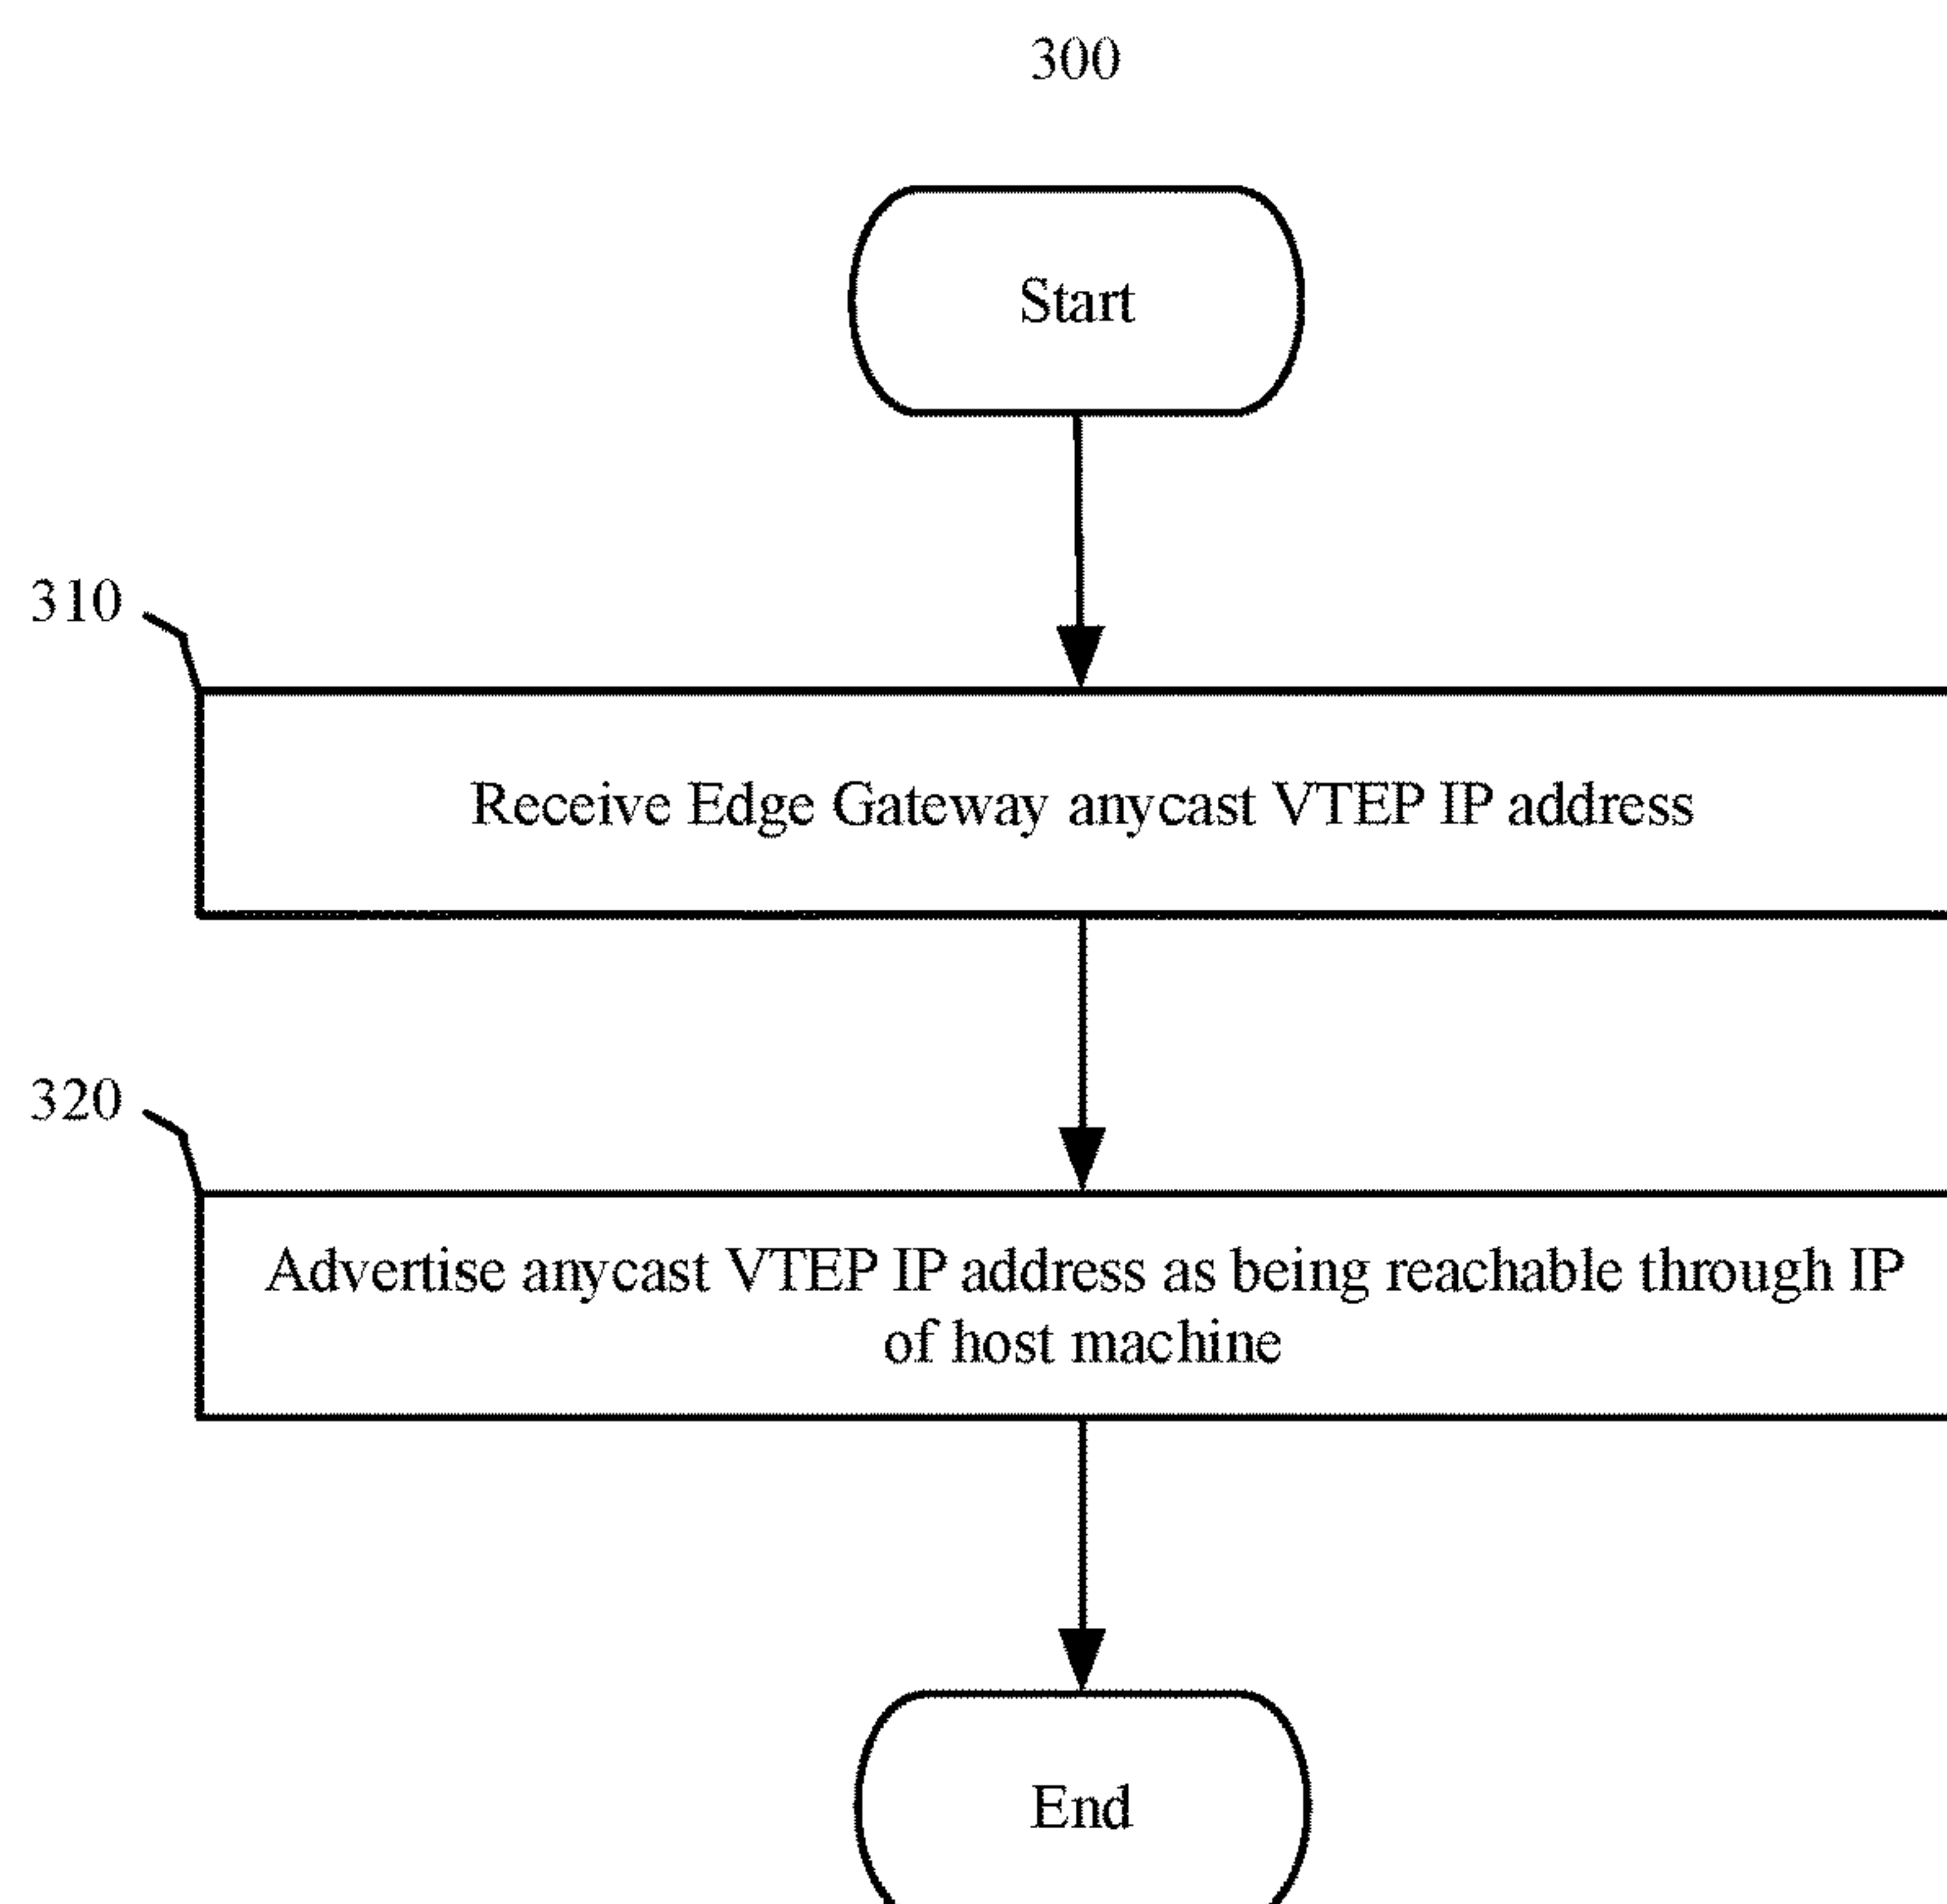 300
Start
310
Receive Edge Gateway anycast VTEP IP address
320
Advertise anycast VTEP IP address as being reachable through IP
of host machine
End